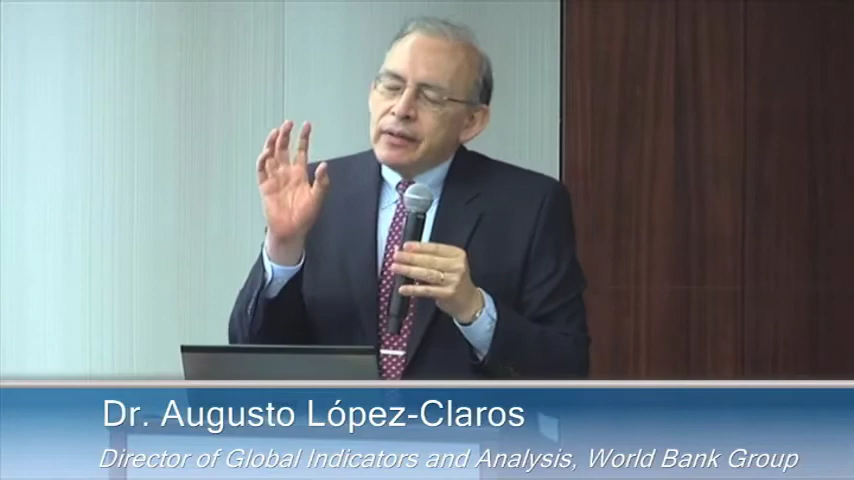 Dr. Augusto López-Claros
Director of Global Indicators and Analysis, World Bank Group